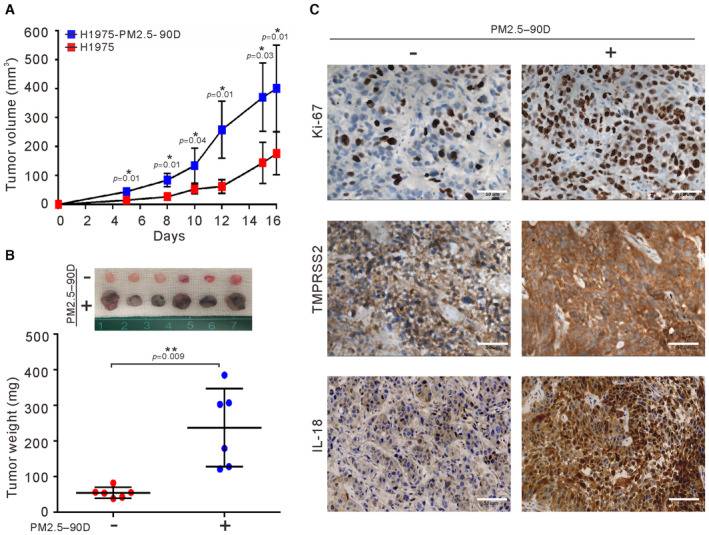 A
H1975-PM2.5- 90D
H1975
Tumor volume (mm³)
600
500
400
300
200
100
0
*
p=0.01
*
p=0.01
*
p=0.04
*
p=0.01
*
p=0.03
*
p=0.01
0 2 4 6 8 10 12 14 16
Days
B
PM2.5–90D
-
+
1 2 3 4 5 6 7
Tumor weight (mg)
500
400
300
200
100
0
**
p=0.009
PM2.5–90D - +
C
PM2.5–90D
- +
Ki-67
TMPRSS2
IL-18